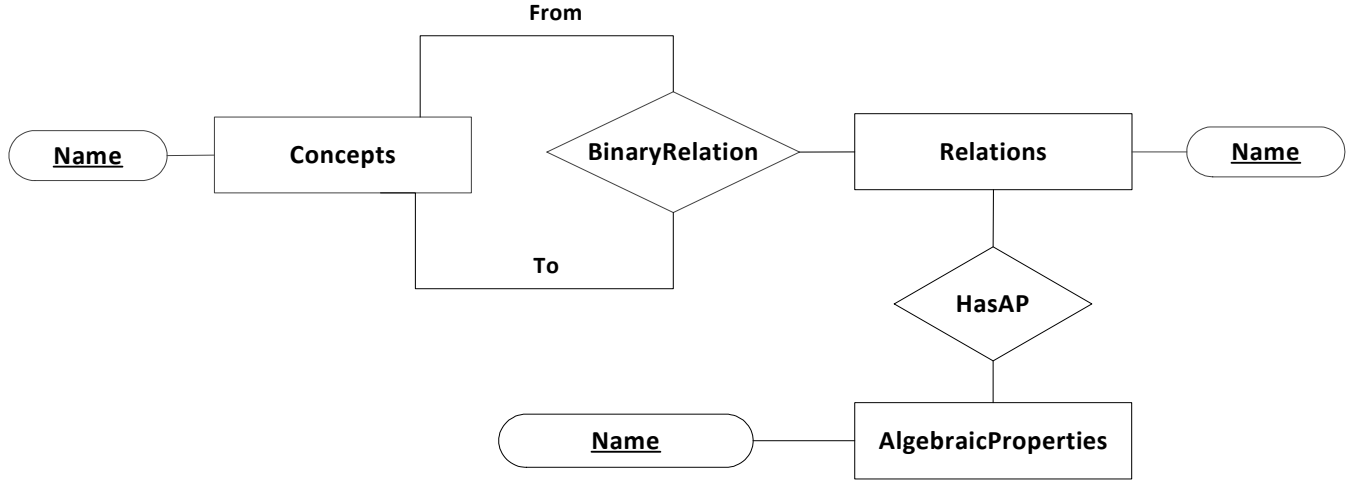 From
Name
Concepts
BinaryRelation
Relations
Name
To
HasAP
Name
AlgebraicProperties